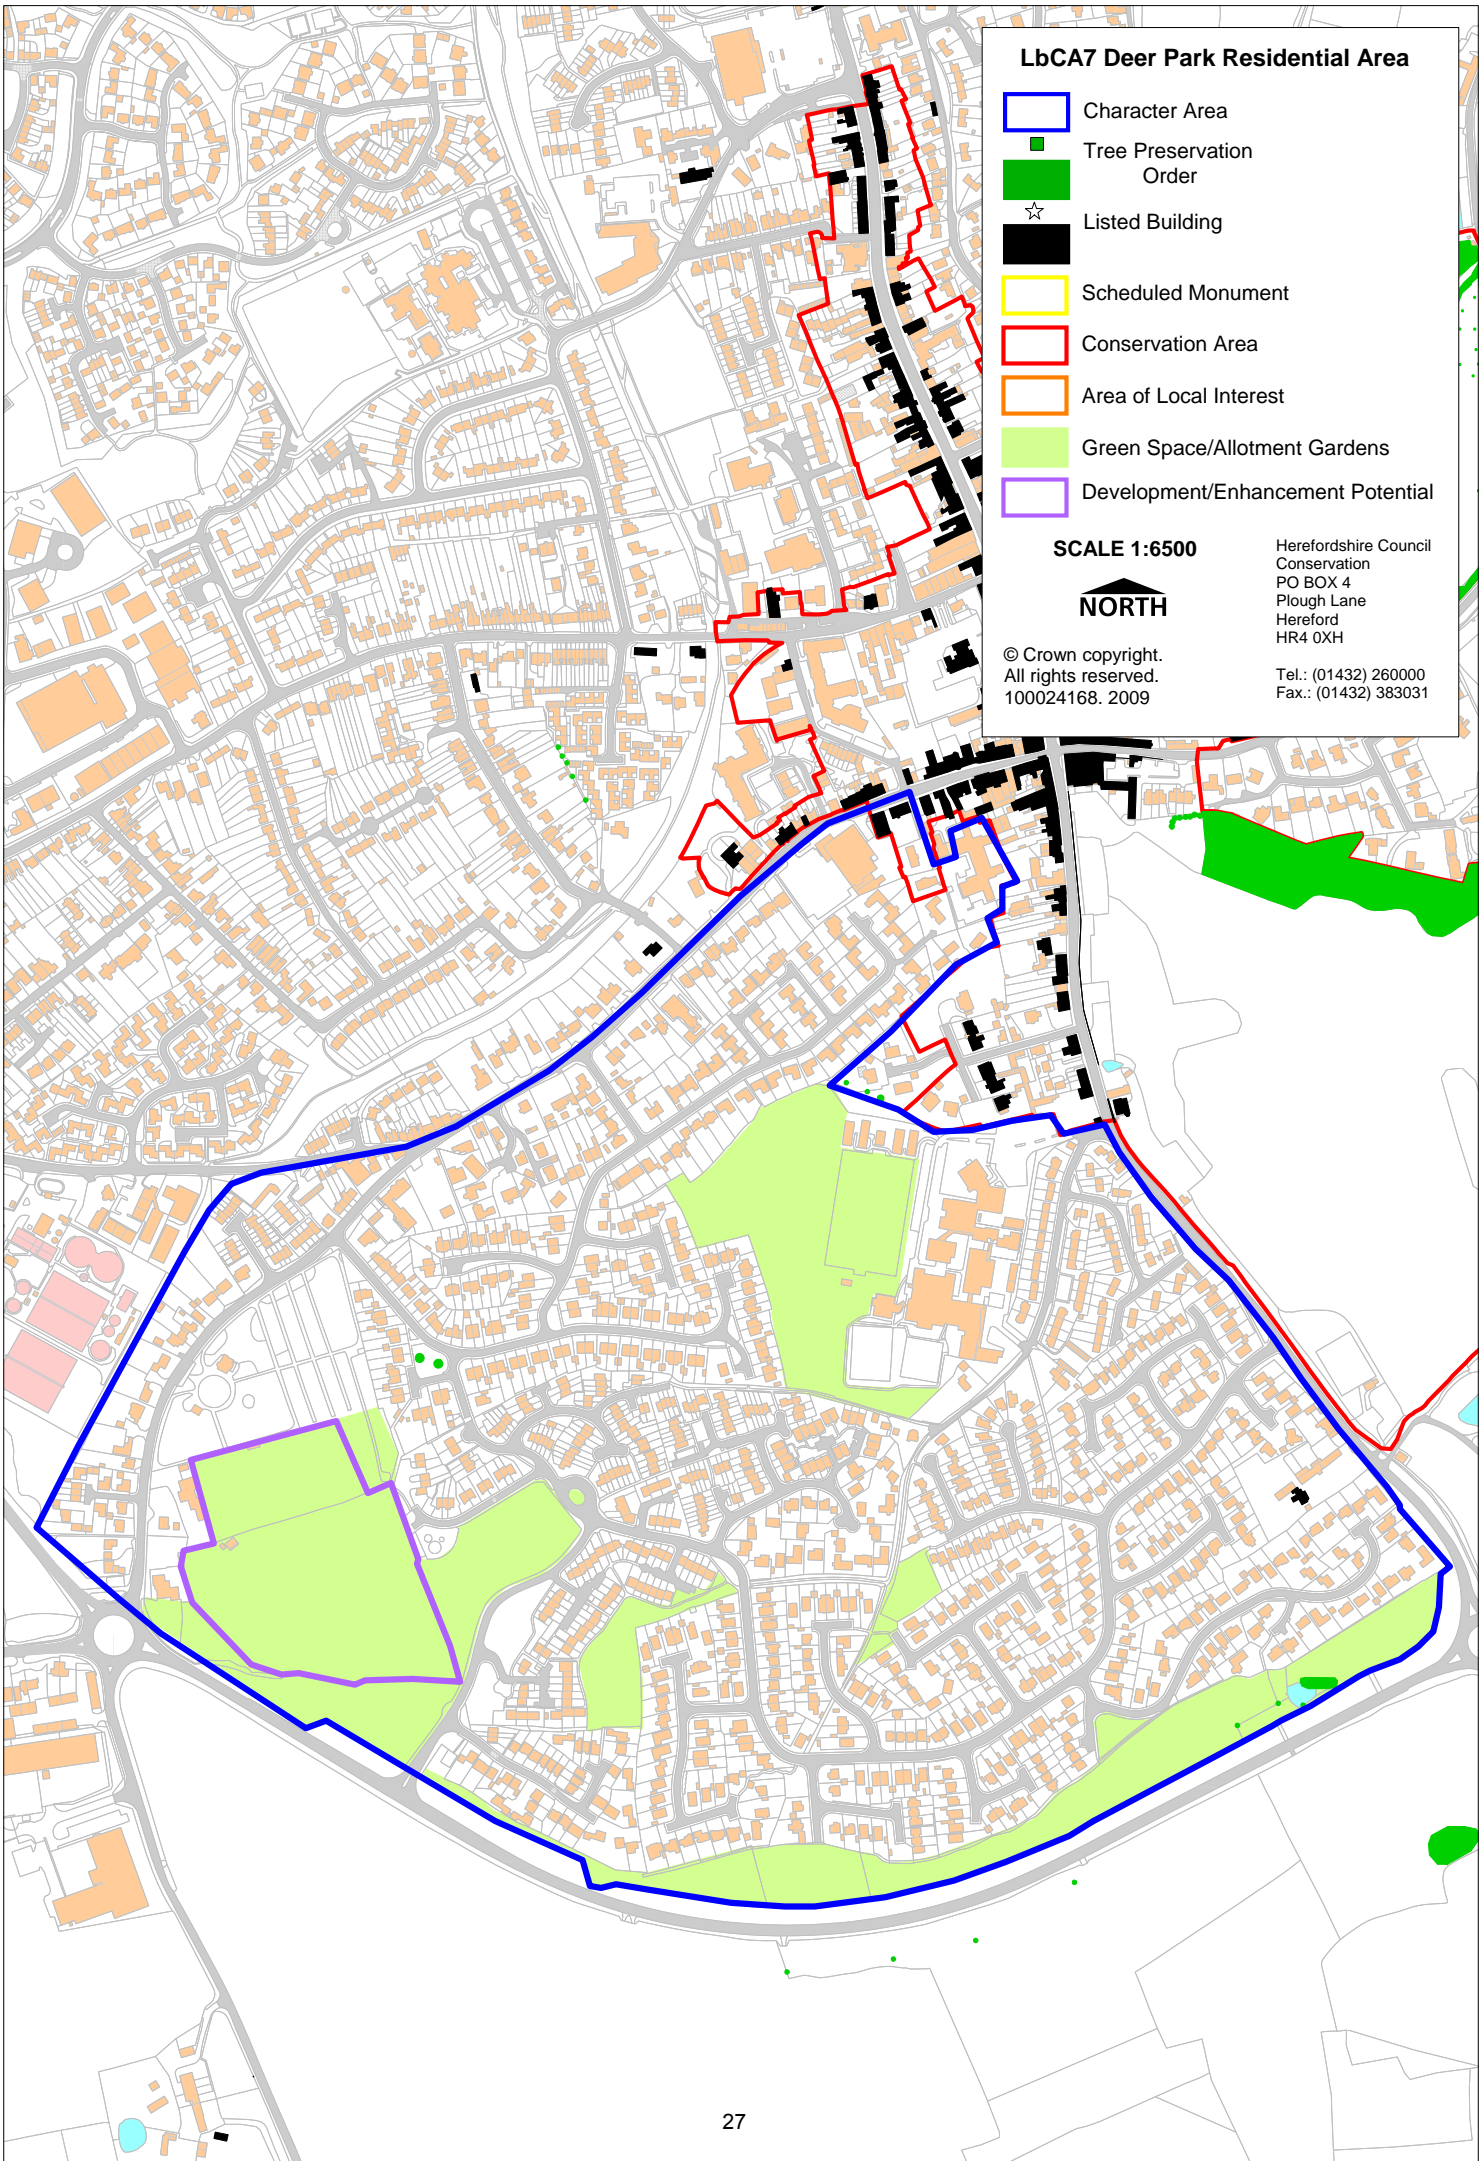 LbCA7 Deer Park Residential Area
Character Area
Tree Preservation
Order
Listed Building
Scheduled Monument
Conservation Area
Area of Local Interest
Green Space/Allotment Gardens
Development/Enhancement Potential
SCALE 1:6500
NORTH
© Crown copyright.
All rights reserved.
100024168. 2009
Herefordshire Council
Conservation
PO BOX 4
Plough Lane
Hereford
HR4 0XH
Tel.: (01432) 260000
Fax.: (01432) 383031
27